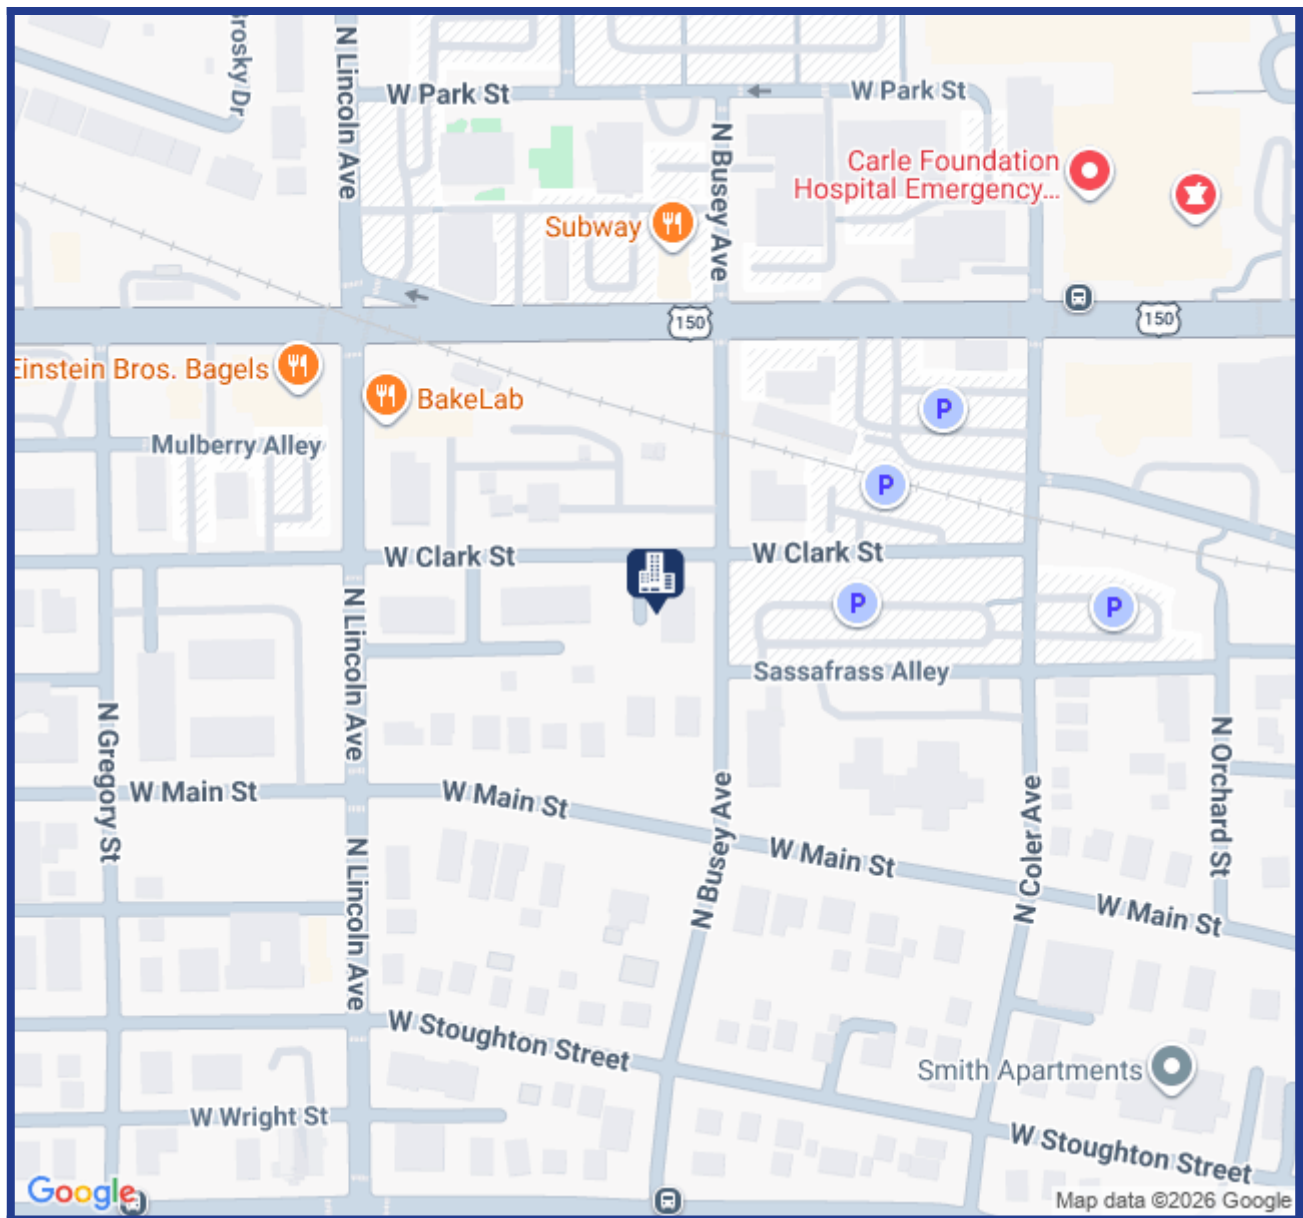 Brosky Dr
N Lincoln Ave
W Park St
W Park St
N Busey Ave
Carle Foundation
Hospital Emergency...
Subway
150
150
Einstein Bros. Bagels
BakeLab
P
Mulberry Alley
P
W Clark St
W Clark St
P
P
N Lincoln Ave
Sassafrass Alley
N Gregory St
N Orchard St
W Main St
W Main St
N Busey Ave
N Coler Ave
W Main St
N Lincoln Ave
W Main St
W Stoughton Street
Smith Apartments
W Wright St
W Stoughton Street
Google
Map data ©2026 Google